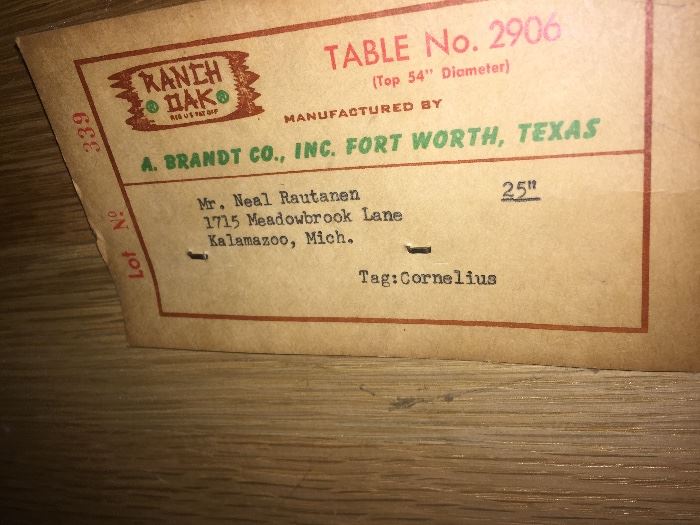 RANCH
OAK
REG US PAT OFF
TABLE No. 2906
(Top 54" Diameter)
MANUFACTURED BY
A. BRANDT CO., INC. FORT WORTH, TEXAS
Lot No. 339
Mr. Neal Rautanen
25"
1715 Meadowbrook Lane
Kalamazoo, Mich.
Tag:Cornelius